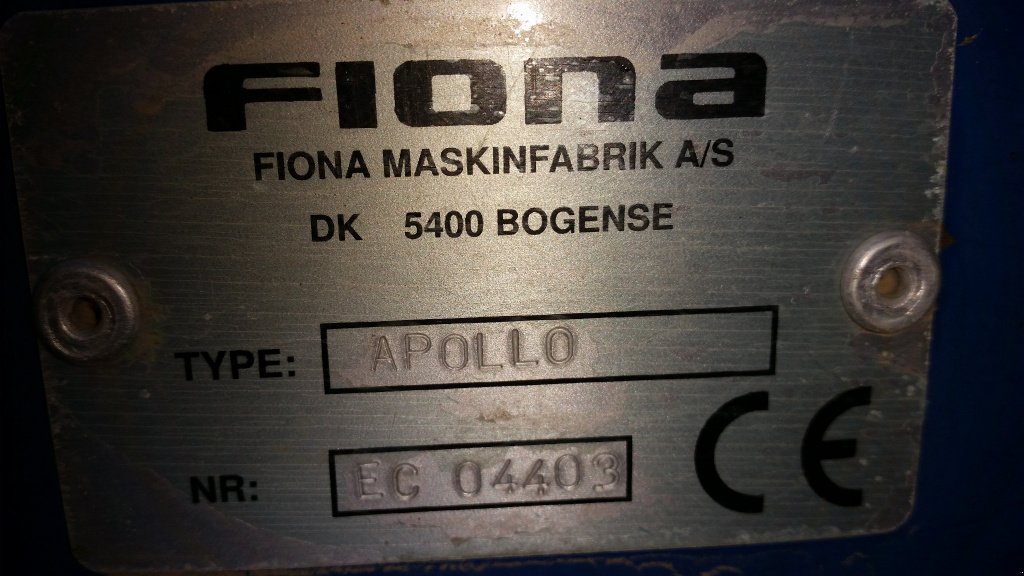 Fiona
FIONA MASKINFABRIK A/S
DK 5400 BOGENSE
TYPE: APOLLO
NR: EC 04403
CE